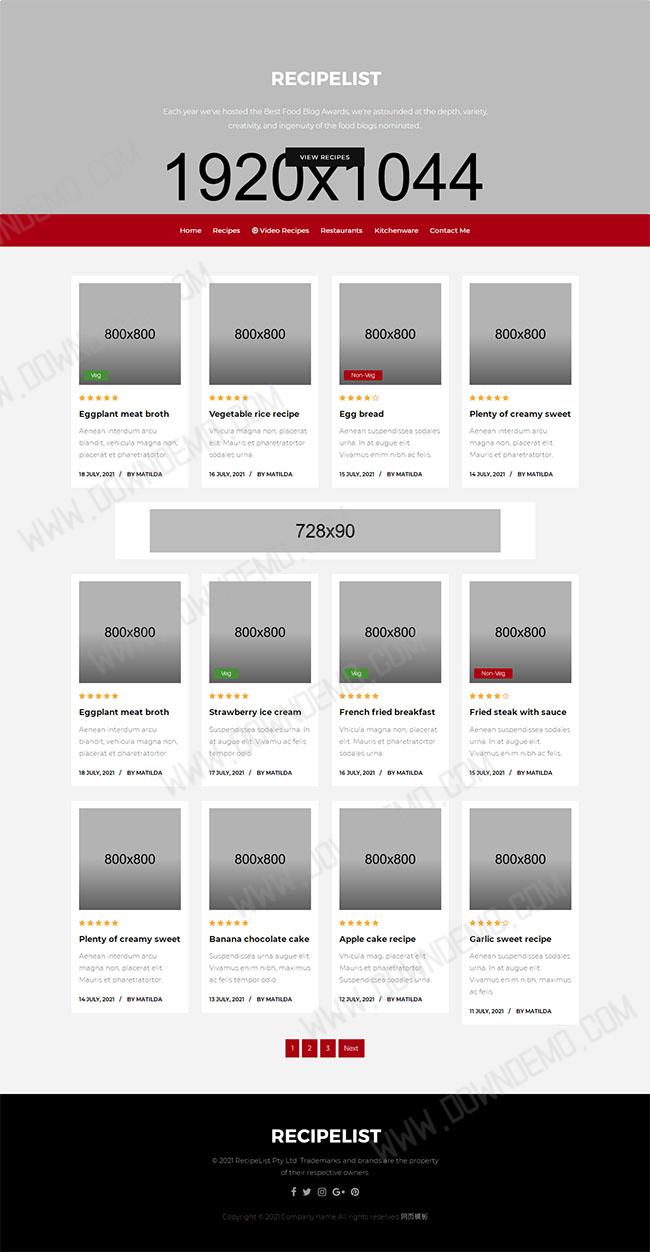 RECIPELIST
Each year we've hosted the Best Food Blog Awards, we're astounded at the depth, variety,
creativity, and ingenuity of the food blogs nominated..
VIEW RECIPES
1920x1044
Home Recipes Video Recipes Restaurants Kitchenware Contact Me
800x800
Veg
Eggplant meat broth
Aenean interdum arcu
blandit, vehicula magna non,
placerat et pharetratortor.
18 JULY, 2021 / BY MATILDA
800x800
Vegetable rice recipe
Vhicula magna non, placerat
elit. Mauris et pharetratortor
sodales urna.
16 JULY, 2021 / BY MATILDA
800x800
Non-Veg
Egg bread
Aenean suspendissea sodales
urna. In at augue elit.
Vivamus enim nibh ac felis.
15 JULY, 2021 / BY MATILDA
800x800
Plenty of creamy sweet
Aenean interdum arcu
magna non, placerat elit.
Mauris et pharetratortor.
14 JULY, 2021 / BY MATILDA
728x90
800x800
Eggplant meat broth
Aenean interdum arcu
blandit, vehicula magna non,
placerat et pharetratortor.
18 JULY, 2021 / BY MATILDA
800x800
Veg
Strawberry ice cream
Suspendissea sodales urna. In
at augue elit. Vivamu ac felis
tempor odio.
17 JULY, 2021 / BY MATILDA
800x800
Veg
French fried breakfast
Vhicula magna non, placerat
elit. Mauris et pharetratortor
sodales urna.
16 JULY, 2021 / BY MATILDA
800x800
Non-Veg
Fried steak with sauce
Aenean suspendissea sodales
urna. In at augue elit.
Vivamus enim nibh ac felis.
15 JULY, 2021 / BY MATILDA
800x800
Plenty of creamy sweet
Aenean interdum arcu
magna non, placerat elit.
Mauris et pharetratortor.
14 JULY, 2021 / BY MATILDA
800x800
Banana chocolate cake
Suspendissea urna augue elit.
Vivamus enim nibh, maximus
ac felis tempor odio.
13 JULY, 2021 / BY MATILDA
800x800
Apple cake recipe
Vhicula mag, placerat elit.
Mauris et pharetratortor.
Suspendissea sodales urna.
12 JULY, 2021 / BY MATILDA
800x800
Garlic sweet recipe
Aenean suspendissea sodales
urna. In at augue elit.
Vivamus enim nibh, maximus
ac felis.
11 JULY, 2021 / BY MATILDA
1 2 3 Next
RECIPELIST
© 2021 RecipeList Pty Ltd. Trademarks and brands are the property
of their respective owners.
Copyright © 2021.Company name All rights reserved.网页模板
WWW.DOWNDEMO.COM